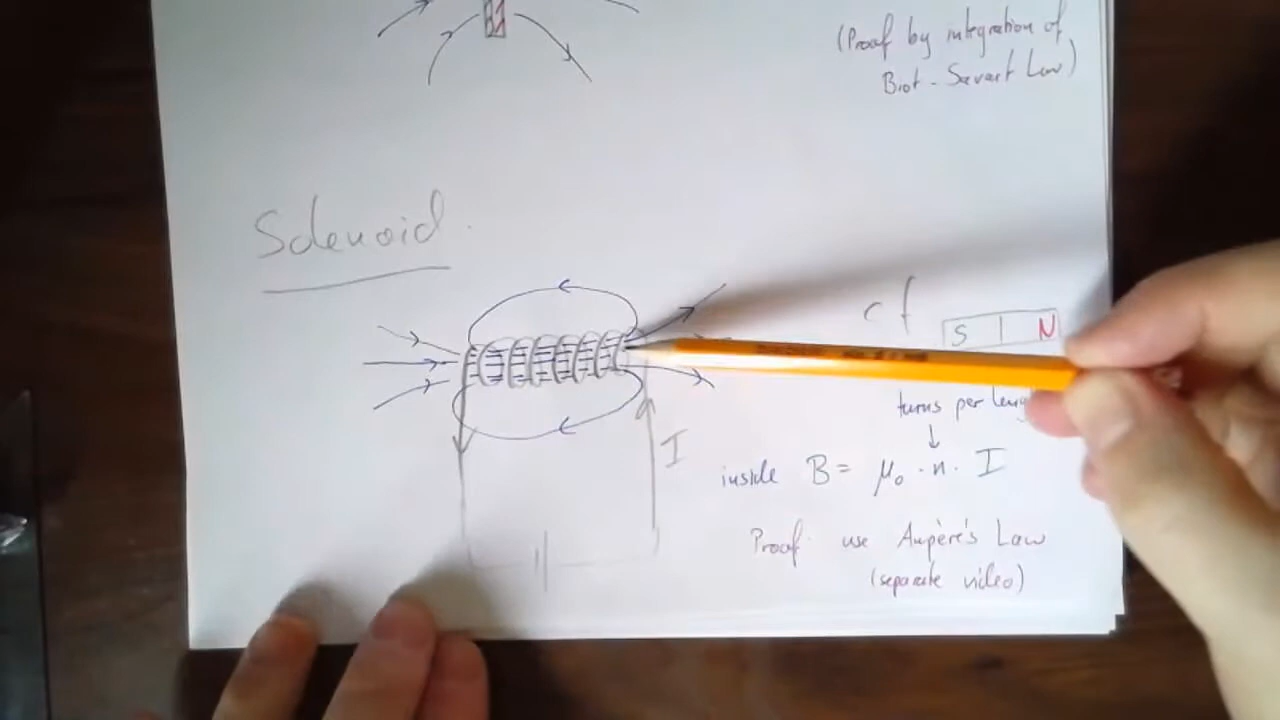 (Proof by integration of
Biot-Savart Law)
Solenoid.
cf
S N
turns per
inside B = μ₀ · n · I
I
Proof: use Ampère's Law
(separate video)